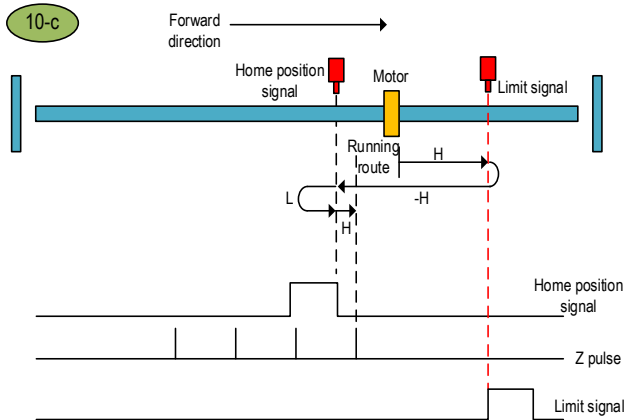 10-c
Forward
direction
Home position
signal
Motor
Limit signal
Running
route
H
-H
L
H
Home position
signal
Z pulse
Limit signal